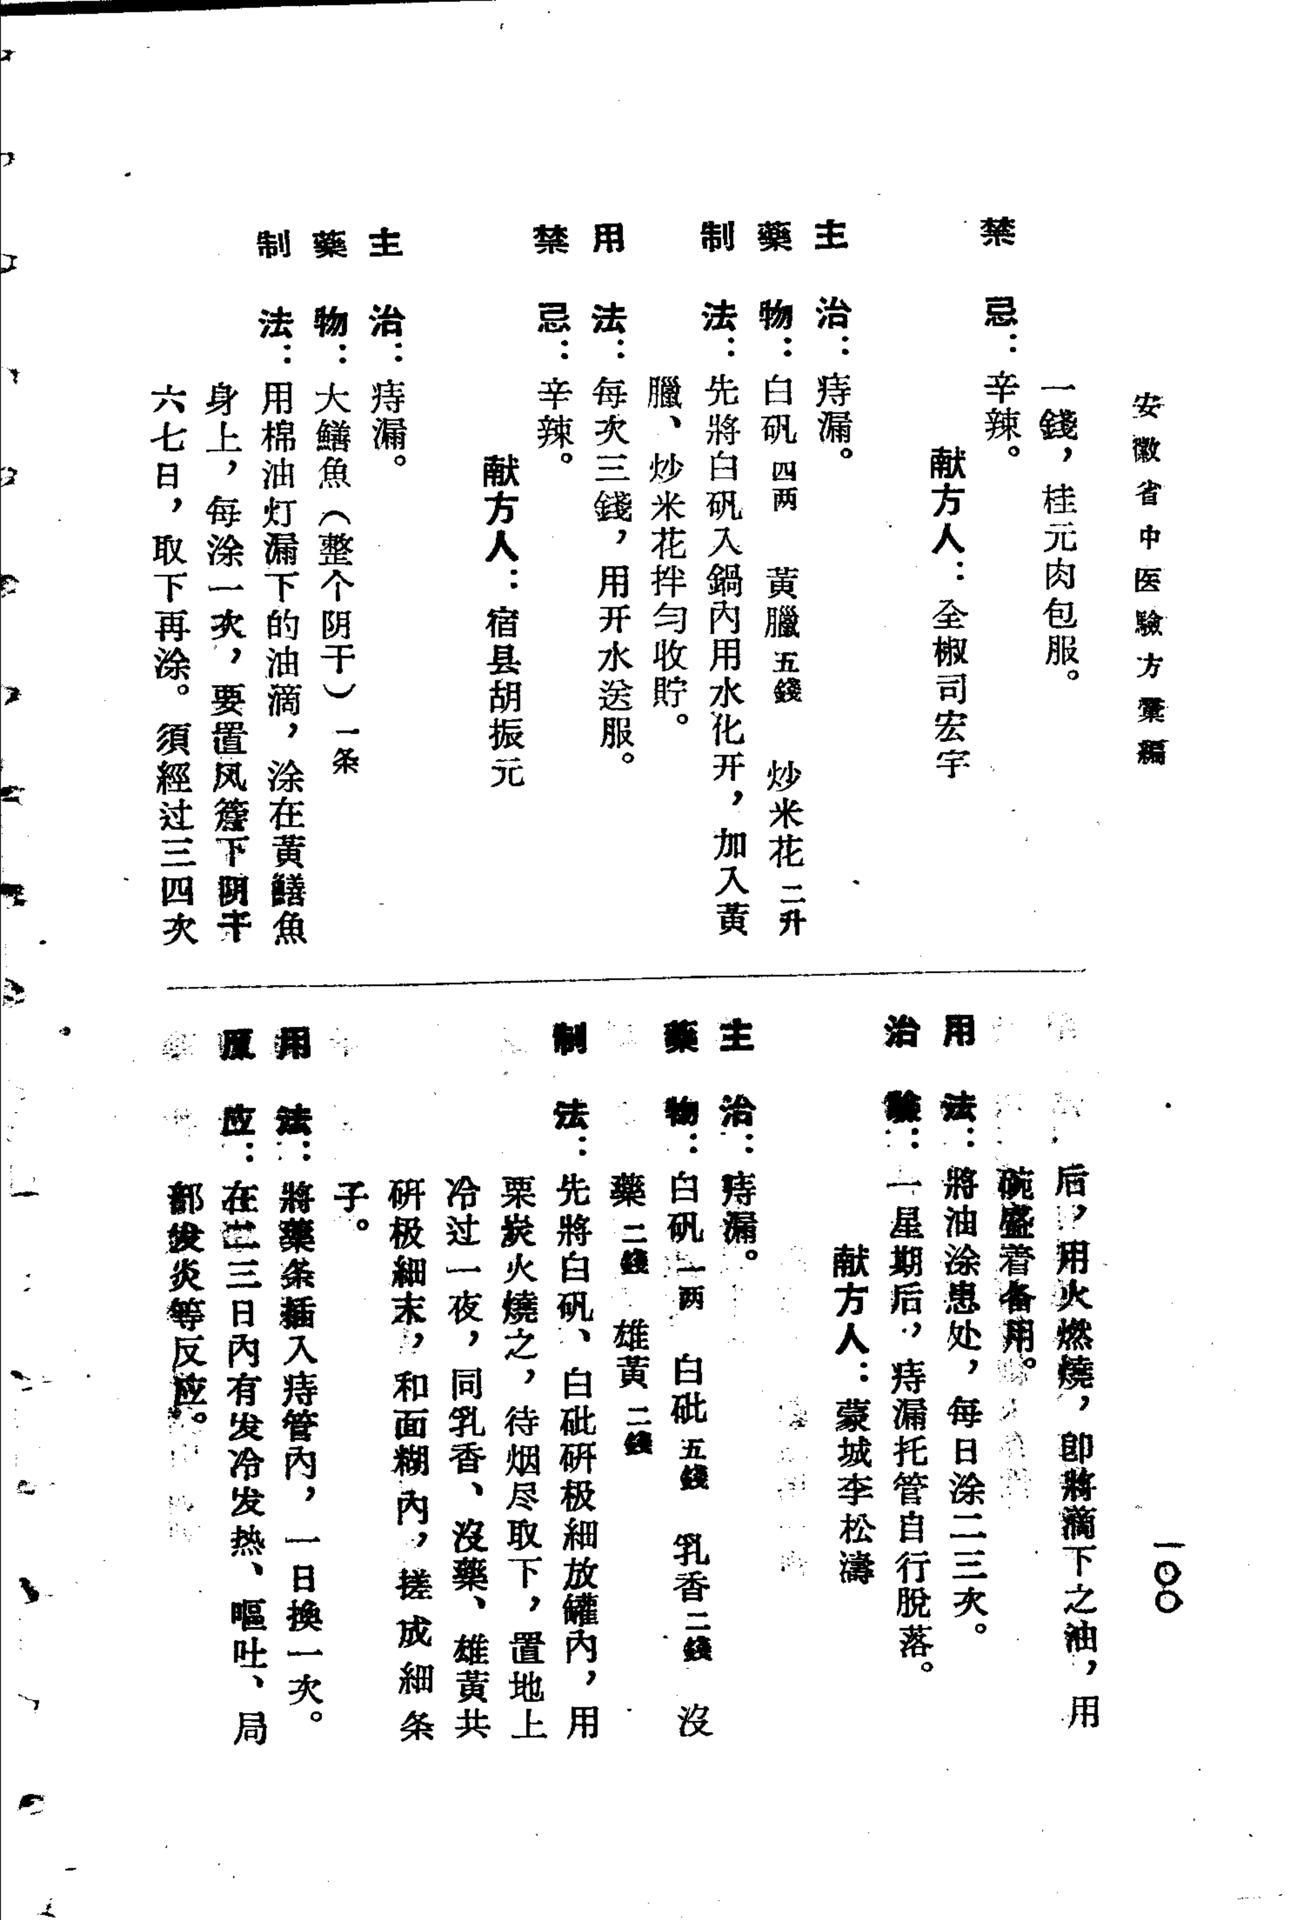 安徽省中医驗方彙編
一錢，桂元肉包服。
禁忌：辛辣。
献方人：全椒司宏宇
主治：痔漏。
藥物：白矾四两　黃臘五錢　炒米花二升
制法：先將白矾入鍋內用水化开，加入黃
臘、炒米花拌匀收貯。
用法：每次三錢，用开水送服。
禁忌：辛辣。
献方人：宿县胡振元
主治：痔漏。
藥物：大鱔魚（整个阴干）一条
制法：用棉油灯漏下的油滴，涂在黃鱔魚
身上，每涂一次，要置风簷下阴干
六七日，取下再涂。須經过三四次
一〇〇
后，用火燃燒，卽將滴下之油，用
碗盛着备用。
用法：將油涂患处，每日涂二三次。
治驗：一星期后，痔漏托管自行脫落。
献方人：蒙城李松濤
主治：痔漏。
藥物：白矾一两　白砒五錢　乳香二錢　沒
藥二錢　雄黃二錢
制法：先將白矾、白砒研极細放罐內，用
栗炭火燒之，待烟尽取下，置地上
冷过一夜，同乳香、沒藥、雄黃共
研极細末，和面糊內，搓成細条
子。
用法：將藥条插入痔管內，一日換一次。
反应：在二三日內有发冷发热、嘔吐、局
部发炎等反应。